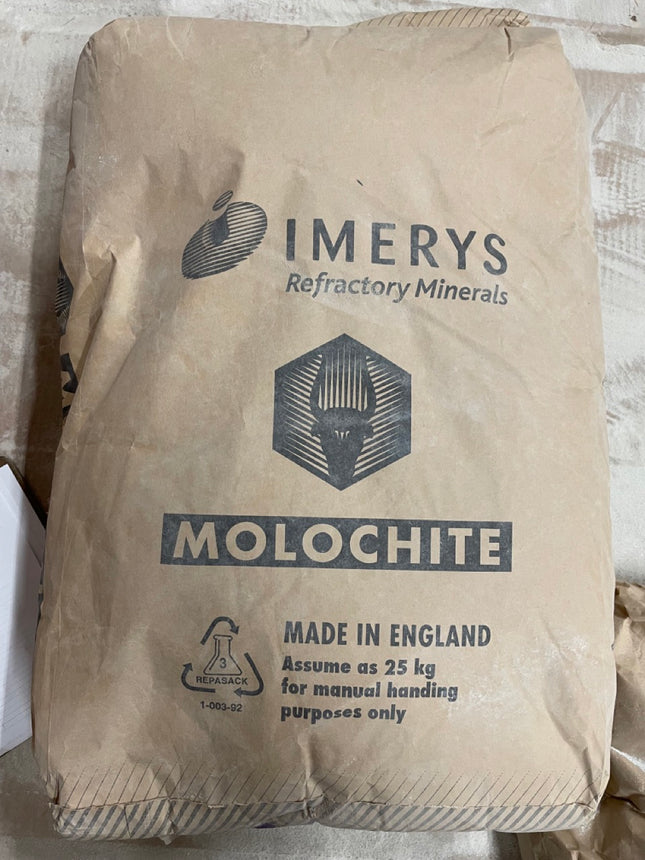 IMERYS
Refractory Minerals
MOLOCHITE
3
REPASACK
1-003-92
MADE IN ENGLAND
Assume as 25 kg
for manual handing
purposes only